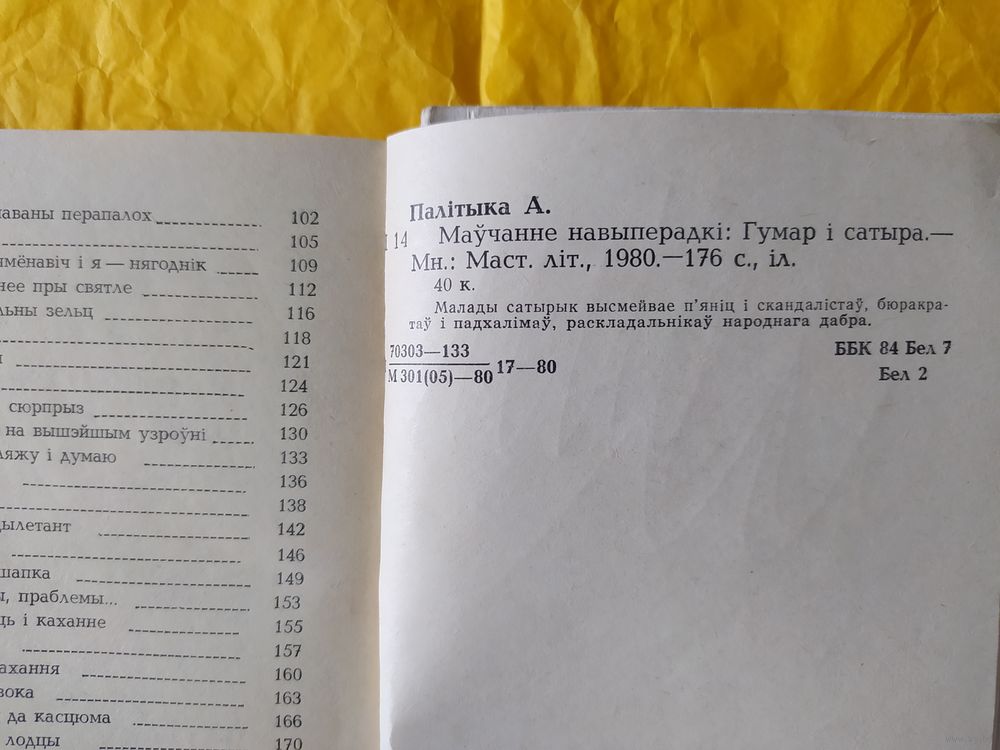 аваны перапалох 102
105
мёнавіч і я — нягоднік 109
нее пры святле 112
льны зельц 116
118
121
124
сюрпрыз 126
на вышэйшым узроўні 130
ляжу і думаю 133
136
138
ылетант 142
146
шапка 149
ы, праблемы... 153
ць і каханне 155
157
ахання 160
вока 163
да касцюма 166
лодцы 170
Палітыка А.
14 Маўчанне навыперадкі: Гумар і сатыра.—
Мн.: Маст. літ., 1980.—176 с., іл.
40 к.
Малады сатырык высмейвае п'яніц і скандалістаў, бюракра-
таў і падхалімаў, раскладальнікаў народнага дабра.
70303—133
М 301(05)—80 17—80
ББК 84 Бел 7
Бел 2